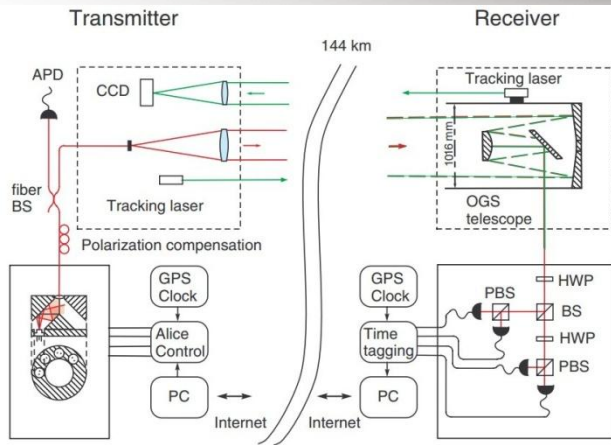 Transmitter
Receiver
144 km
APD
CCD
Tracking laser
1016 mm
fiber
BS
Tracking laser
OGS
telescope
Polarization compensation
GPS
Clock
GPS
Clock
HWP
PBS
BS
Alice
Control
Time
tagging
HWP
PBS
PC
PC
Internet
Internet